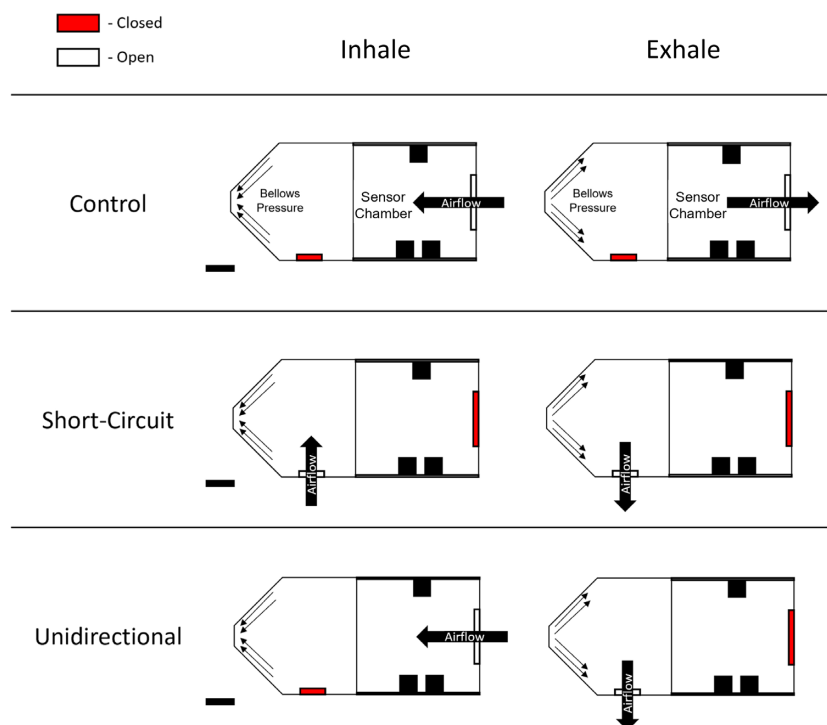 - Closed
- Open
Inhale
Exhale
Control
Bellows
Pressure
Sensor
Chamber
Airflow
Bellows
Pressure
Sensor
Chamber
Airflow
Short-Circuit
Airflow
Airflow
Unidirectional
Airflow
Airflow